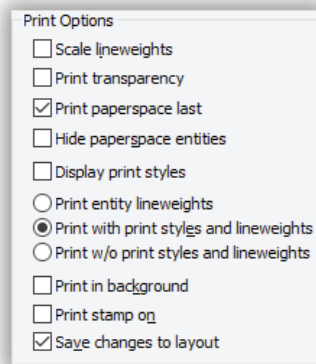 Print Options
Scale lineweights
Print transparency
Print paperspace last
Hide paperspace entities
Display print styles
Print entity lineweights
Print with print styles and lineweights
Print w/o print styles and lineweights
Print in background
Print stamp on
Save changes to layout